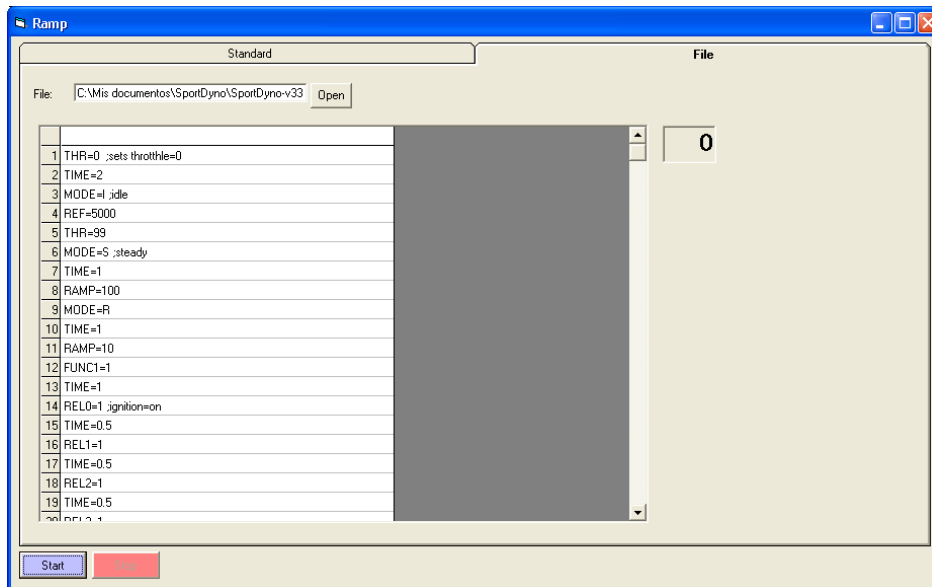 Ramp
Standard File
File: C:\Mis documentos\SportDyno\SportDyno-v33 Open
0
1 THR=0 ;sets throtthle=0
2 TIME=2
3 MODE=I ;idle
4 REF=5000
5 THR=99
6 MODE=S ;steady
7 TIME=1
8 RAMP=100
9 MODE=R
10 TIME=1
11 RAMP=10
12 FUNC1=1
13 TIME=1
14 REL0=1 ;ignition=on
15 TIME=0.5
16 REL1=1
17 TIME=0.5
18 REL2=1
19 TIME=0.5
Start